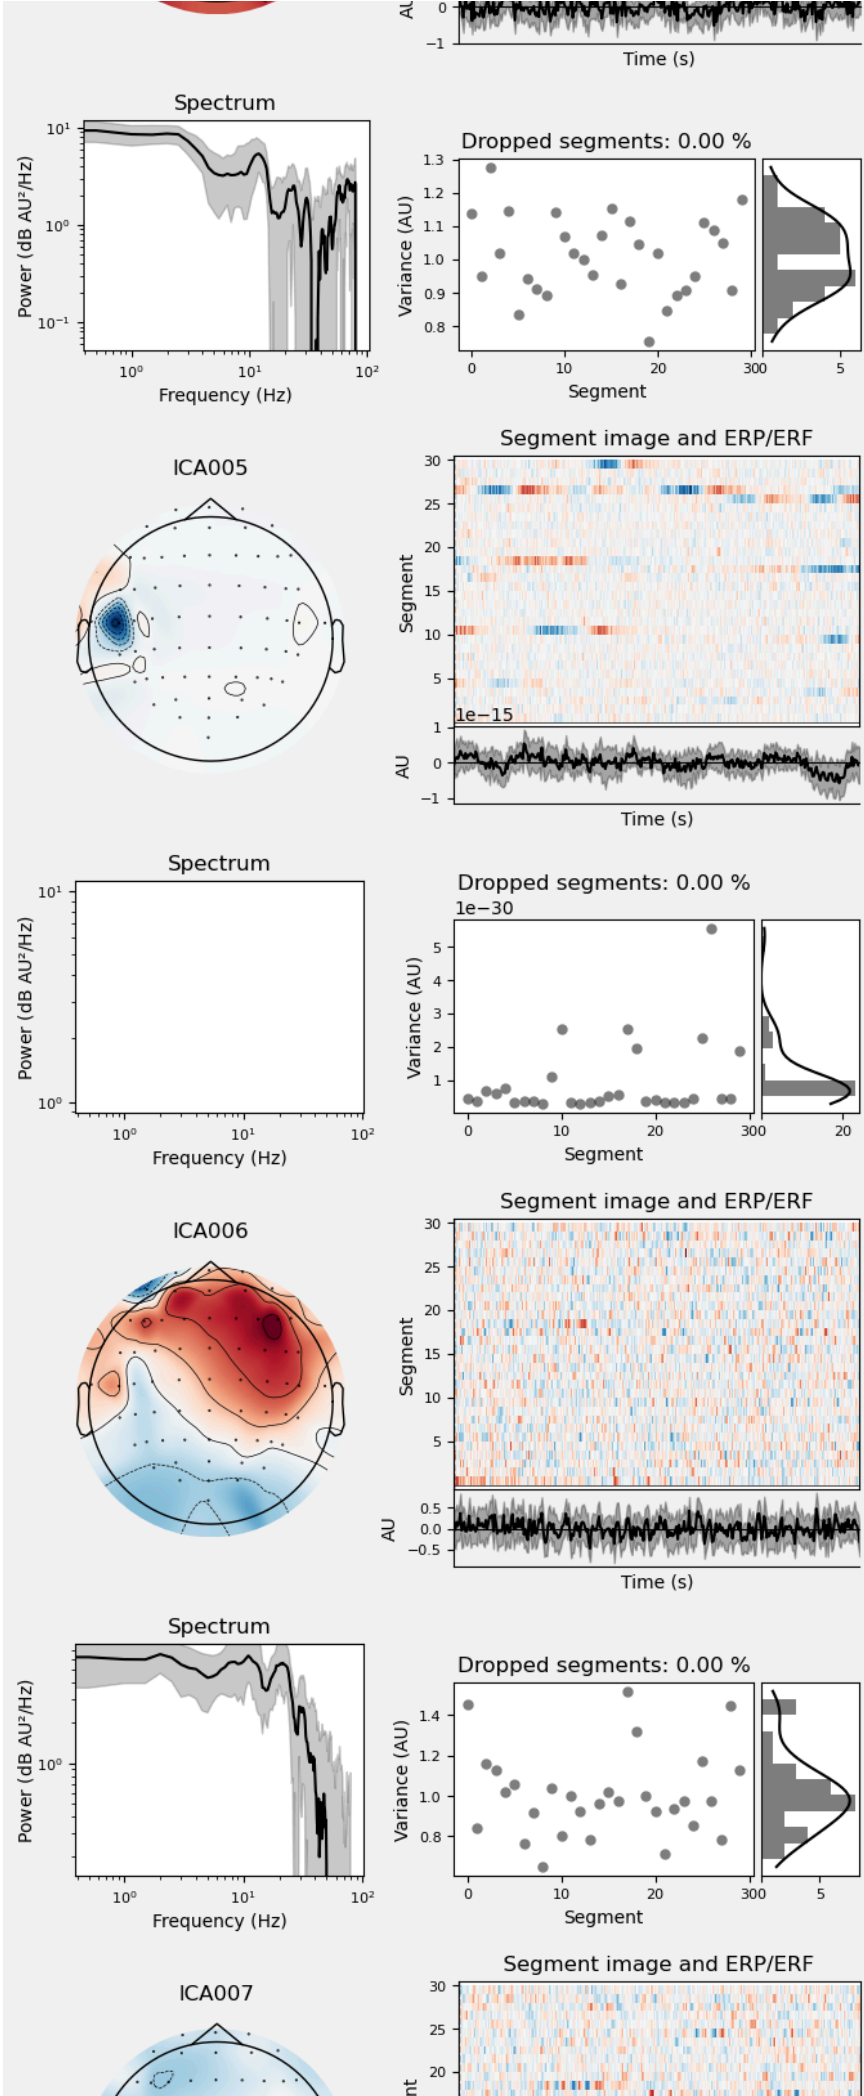 AU
0
−1
Time (s)
Spectrum
10¹
10⁰
10⁻¹
Power (dB AU²/Hz)
10⁰ 10¹ 10²
Frequency (Hz)
Dropped segments: 0.00 %
1.3
1.2
1.1
1.0
0.9
0.8
Variance (AU)
0 10 20 300 5
Segment
ICA005
Segment image and ERP/ERF
30
25
20
15
10
5
Segment
1e−15
1
0
−1
AU
Time (s)
Spectrum
10¹
10⁰
Power (dB AU²/Hz)
10⁰ 10¹ 10²
Frequency (Hz)
Dropped segments: 0.00 %
1e−30
5
4
3
2
1
Variance (AU)
0 10 20 300 20
Segment
ICA006
Segment image and ERP/ERF
30
25
20
15
10
5
Segment
0.5
0.0
−0.5
AU
Time (s)
Spectrum
10⁰
Power (dB AU²/Hz)
10⁰ 10¹ 10²
Frequency (Hz)
Dropped segments: 0.00 %
1.4
1.2
1.0
0.8
Variance (AU)
0 10 20 300 5
Segment
ICA007
Segment image and ERP/ERF
30
25
20
nt